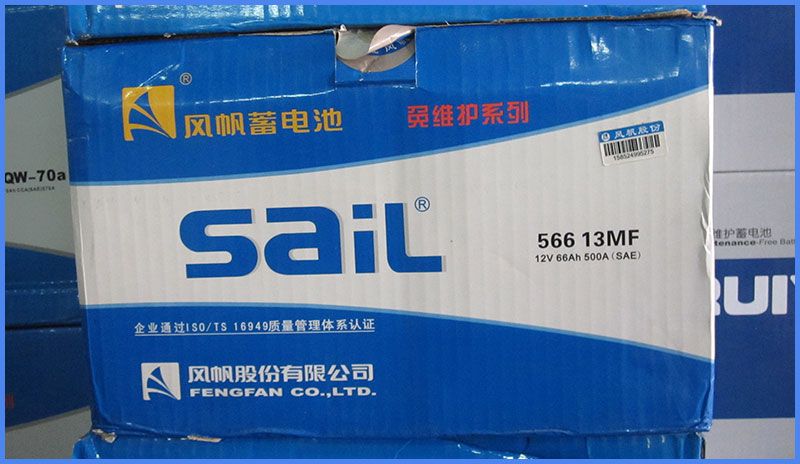 风帆蓄电池 ®
免维护系列
风帆股份
158524995275
QW-70a
sail®
566 13MF
12V 66Ah 500A (SAE)
维护蓄电池
tenance-Free Batt
RUI
企业通过ISO/TS 16949质量管理体系认证
风帆股份有限公司
FENGFAN CO.,LTD.